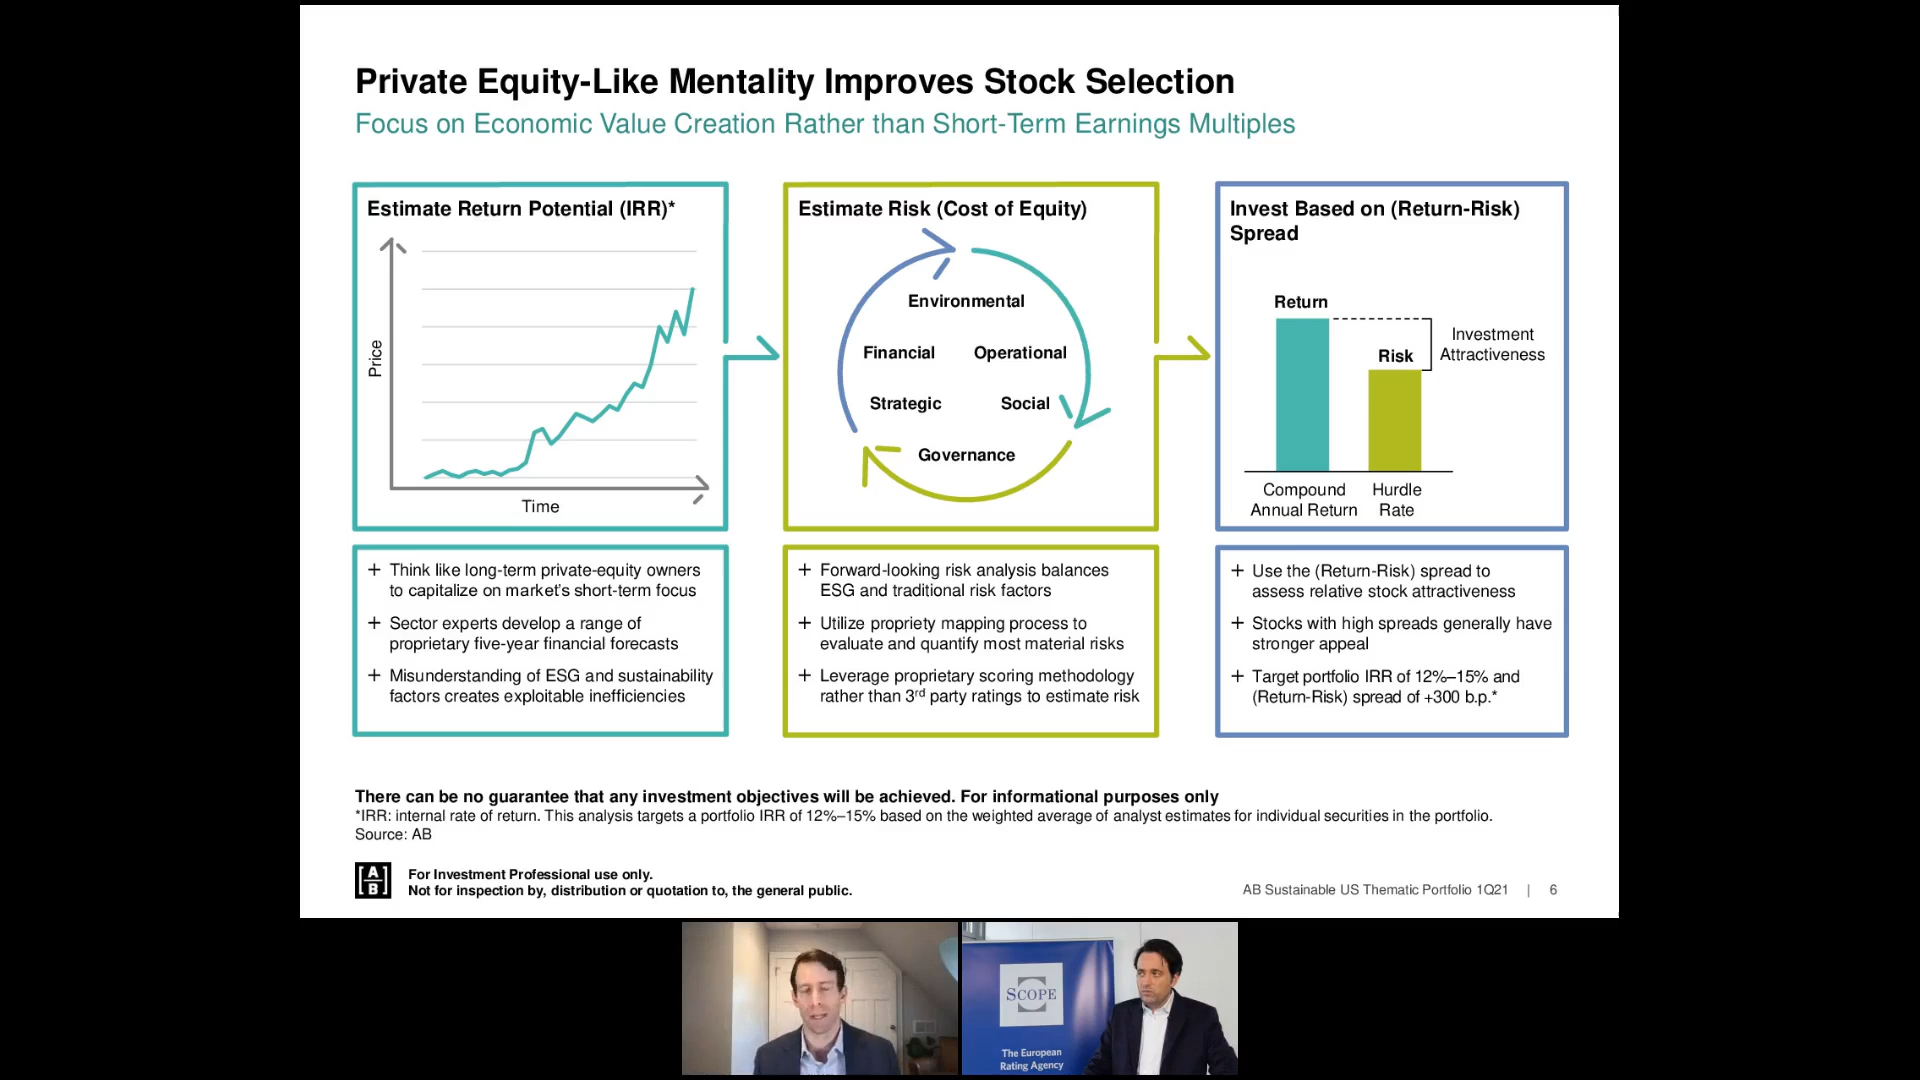 Private Equity-Like Mentality Improves Stock Selection
Focus on Economic Value Creation Rather than Short-Term Earnings Multiples
Estimate Return Potential (IRR)*
Price
Time
Estimate Risk (Cost of Equity)
Environmental
Financial
Operational
Strategic
Social
Governance
Invest Based on (Return-Risk)
Spread
Return
Risk
Investment
Attractiveness
Compound
Annual Return
Hurdle
Rate
+ Think like long-term private-equity owners
to capitalize on market's short-term focus
+ Sector experts develop a range of
proprietary five-year financial forecasts
+ Misunderstanding of ESG and sustainability
factors creates exploitable inefficiencies
+ Forward-looking risk analysis balances
ESG and traditional risk factors
+ Utilize propriety mapping process to
evaluate and quantify most material risks
+ Leverage proprietary scoring methodology
rather than 3rd party ratings to estimate risk
+ Use the (Return-Risk) spread to
assess relative stock attractiveness
+ Stocks with high spreads generally have
stronger appeal
+ Target portfolio IRR of 12%–15% and
(Return-Risk) spread of +300 b.p.*
There can be no guarantee that any investment objectives will be achieved. For informational purposes only
*IRR: internal rate of return. This analysis targets a portfolio IRR of 12%–15% based on the weighted average of analyst estimates for individual securities in the portfolio.
Source: AB
[A B]
For Investment Professional use only.
Not for inspection by, distribution or quotation to, the general public.
AB Sustainable US Thematic Portfolio 1Q21 | 6
SCOPE
The European
Rating Agency